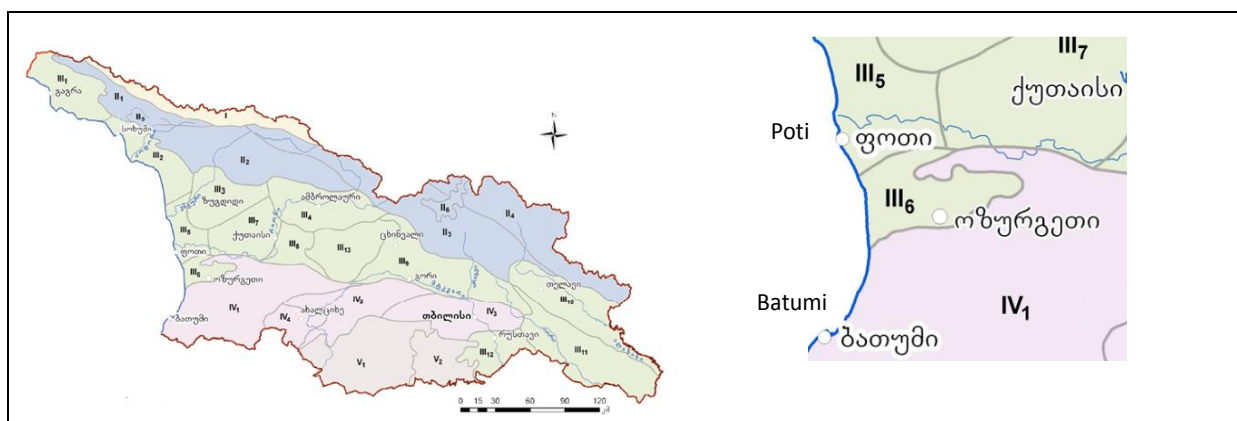 III₁
გაგრა
II₁
I
II₅
სოხუმი
III₂
II₂
III₃
ზუგდიდი
ამბროლაური
III₄
II₆
II₄
II₃
III₅
III₇
ქუთაისი
III₈
III₁₃
ცხინვალი
III₉
ფოთი
III₆
ოზურგეთი
გორი
თელავი
III₁₀
IV₁
IV₂
ახალციხე
IV₄
თბილისი
IV₃
ბათუმი
რუსთავი
III₁₁
V₁
V₂
III₁₂
N
0 15 30 60 90 120
კმ
III₇
III₅
ქუთაისი
Poti
ფოთი
III₆
ოზურგეთი
Batumi
IV₁
ბათუმი